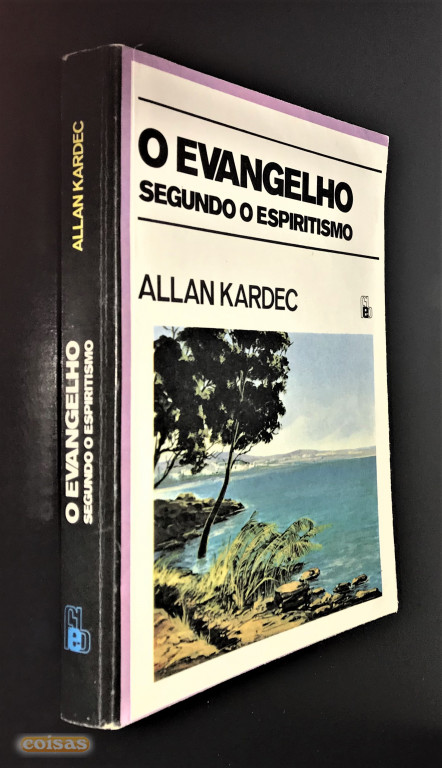 O EVANGELHO
SEGUNDO O ESPIRITISMO
ALLAN KARDEC
ALLAN KARDEC
O EVANGELHO
SEGUNDO O ESPIRITISMO
coisas